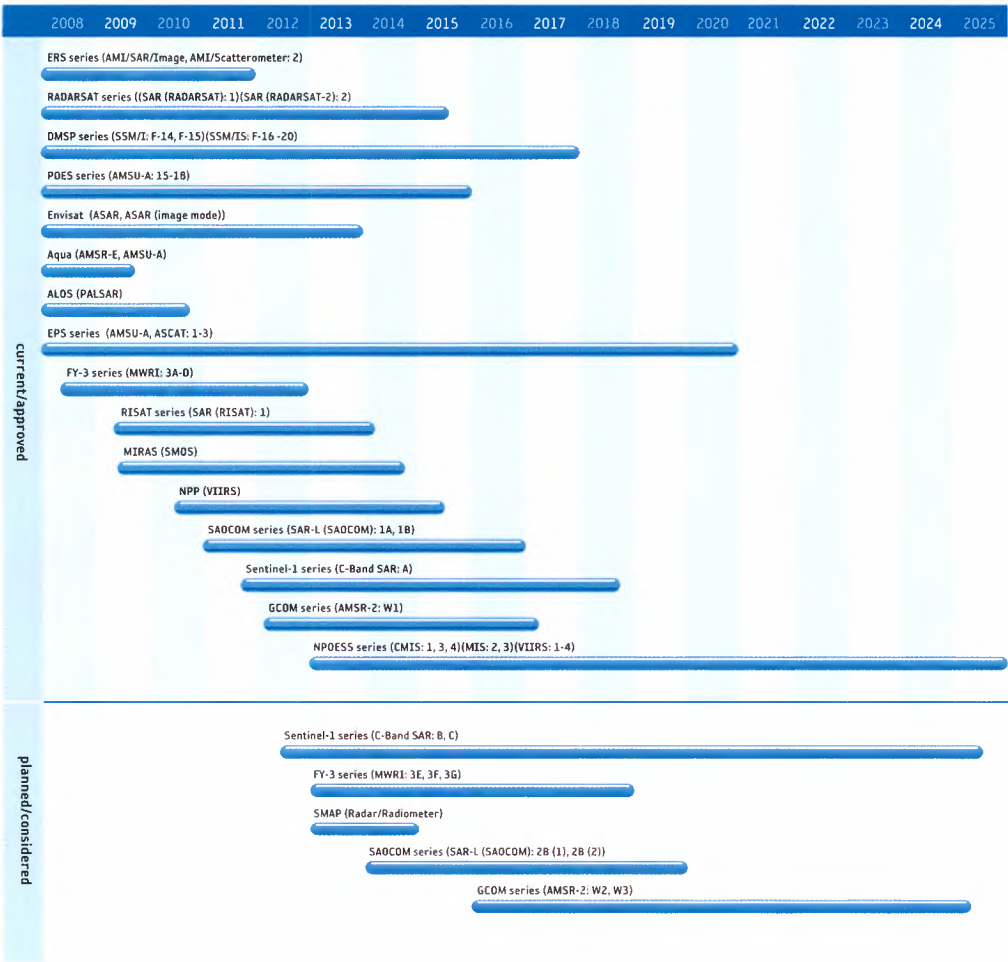 2008 2009 2010 2011 2012 2013 2014 2015 2016 2017 2018 2019 2020 2021 2022 2023 2024 2025
current/approved
ERS series (AMI/SAR/Image, AMI/Scatterometer: 2)
RADARSAT series ((SAR (RADARSAT): 1)(SAR (RADARSAT-2): 2)
DMSP series (SSM/I: F-14, F-15)(SSM/IS: F-16 -20)
POES series (AMSU-A: 15-18)
Envisat (ASAR, ASAR (image mode))
Aqua (AMSR-E, AMSU-A)
ALOS (PALSAR)
EPS series (AMSU-A, ASCAT: 1-3)
FY-3 series (MWRI: 3A-D)
RISAT series (SAR (RISAT): 1)
MIRAS (SMOS)
NPP (VIIRS)
SAOCOM series (SAR-L (SAOCOM): 1A, 1B)
Sentinel-1 series (C-Band SAR: A)
GCOM series (AMSR-2: W1)
NPOESS series (CMIS: 1, 3, 4)(MIS: 2, 3)(VIIRS: 1-4)
planned/considered
Sentinel-1 series (C-Band SAR: B, C)
FY-3 series (MWRI: 3E, 3F, 3G)
SMAP (Radar/Radiometer)
SAOCOM series (SAR-L (SAOCOM): 2B (1), 2B (2))
GCOM series (AMSR-2: W2, W3)